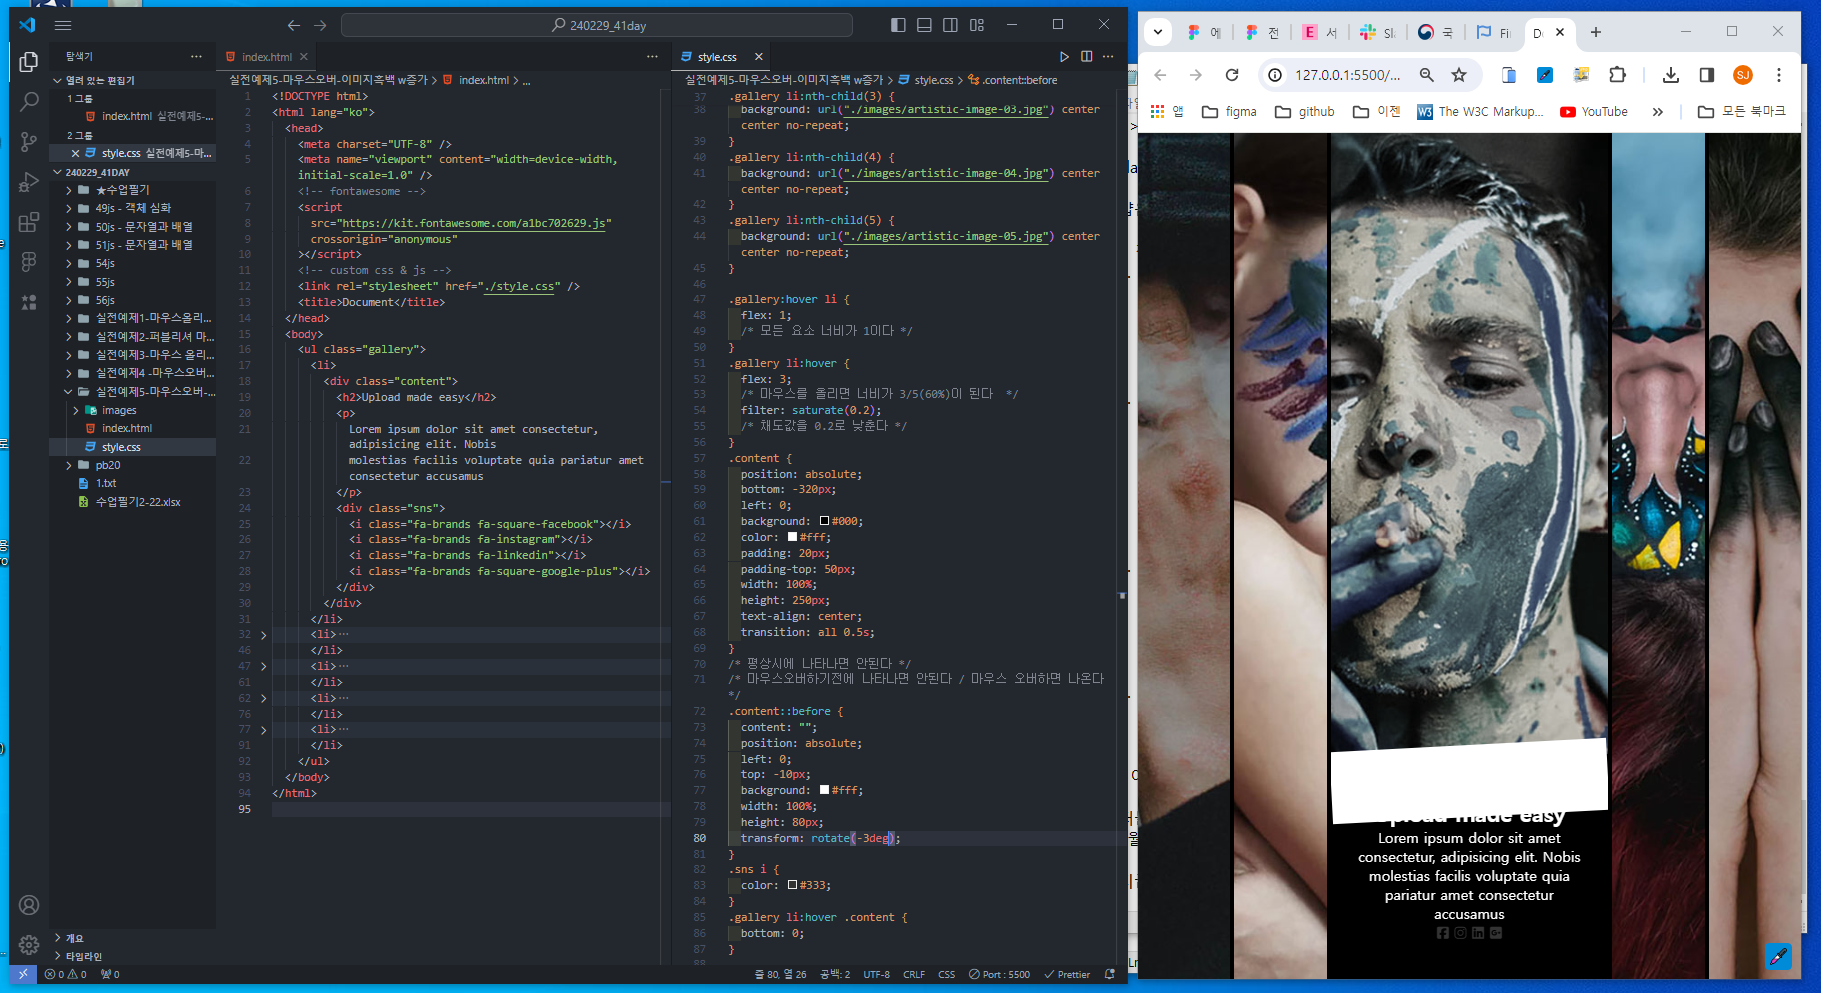 240229_41day
탐색기
index.html
style.css
열려 있는 편집기
실전예제5-마우스오버-이미지흑백 w증가 > index.html > ...
실전예제5-마우스오버-이미지흑백 w증가 > style.css > .content::before
1 그룹
index.html 실전예제5-...
2 그룹
style.css 실전예제5-마...
240229_41DAY
★수업필기
49js - 객체 심화
50js - 문자열과 배열
51js - 문자열과 배열
54js
55js
56js
실전예제1-마우스올리...
실전예제2-퍼블리셔 마...
실전예제3-마우스 올리...
실전예제4 -마우스오버...
실전예제5-마우스오버-...
images
index.html
style.css
pb20
1.txt
수업필기2-22.xlsx
개요
타임라인
1 <!DOCTYPE html>
2 <html lang="ko">
3 <head>
4 <meta charset="UTF-8" />
5 <meta name="viewport" content="width=device-width,
initial-scale=1.0" />
6 <!-- fontawesome -->
7 <script
8 src="https://kit.fontawesome.com/a1bc702629.js"
9 crossorigin="anonymous"
10 ></script>
11 <!-- custom css & js -->
12 <link rel="stylesheet" href="./style.css" />
13 <title>Document</title>
14 </head>
15 <body>
16 <ul class="gallery">
17 <li>
18 <div class="content">
19 <h2>Upload made easy</h2>
20 <p>
21 Lorem ipsum dolor sit amet consectetur,
adipisicing elit. Nobis
22 molestias facilis voluptate quia pariatur amet
consectetur accusamus
23 </p>
24 <div class="sns">
25 <i class="fa-brands fa-square-facebook"></i>
26 <i class="fa-brands fa-instagram"></i>
27 <i class="fa-brands fa-linkedin"></i>
28 <i class="fa-brands fa-square-google-plus"></i>
29 </div>
30 </div>
31 </li>
32 <li>...
46 </li>
47 <li>...
61 </li>
62 <li>...
76 </li>
77 <li>...
91 </li>
92 </ul>
93 </body>
94 </html>
95
37 .gallery li:nth-child(3) {
38 background: url("./images/artistic-image-03.jpg") center
center no-repeat;
39 }
40 .gallery li:nth-child(4) {
41 background: url("./images/artistic-image-04.jpg") center
center no-repeat;
42 }
43 .gallery li:nth-child(5) {
44 background: url("./images/artistic-image-05.jpg") center
center no-repeat;
45 }
46
47 .gallery:hover li {
48 flex: 1;
49 /* 모든 요소 너비가 1이다 */
50 }
51 .gallery li:hover {
52 flex: 3;
53 /* 마우스를 올리면 너비가 3/5(60%)이 된다 */
54 filter: saturate(0.2);
55 /* 채도값을 0.2로 낮춘다 */
56 }
57 .content {
58 position: absolute;
59 bottom: -320px;
60 left: 0;
61 background: #000;
62 color: #fff;
63 padding: 20px;
64 padding-top: 50px;
65 width: 100%;
66 height: 250px;
67 text-align: center;
68 transition: all 0.5s;
69 }
70 /* 평상시에 나타나면 안된다 */
71 /* 마우스오버하기전에 나타나면 안된다 / 마우스 오버하면 나온다
*/
72 .content::before {
73 content: "";
74 position: absolute;
75 left: 0;
76 top: -10px;
77 background: #fff;
78 width: 100%;
79 height: 80px;
80 transform: rotate(-3deg);
81 }
82 .sns i {
83 color: #333;
84 }
85 .gallery li:hover .content {
86 bottom: 0;
87 }
88
0 0 0
줄 80, 열 26 공백: 2 UTF-8 CRLF CSS Port : 5500 Prettier
에 전 서 Sl 국 Fi D
127.0.0.1:5500/...
SJ
앱 figma github 이젠 The W3C Markup... YouTube » 모든 북마크
Upload made easy
Lorem ipsum dolor sit amet
consectetur, adipisicing elit. Nobis
molestias facilis voluptate quia
pariatur amet consectetur
accusamus